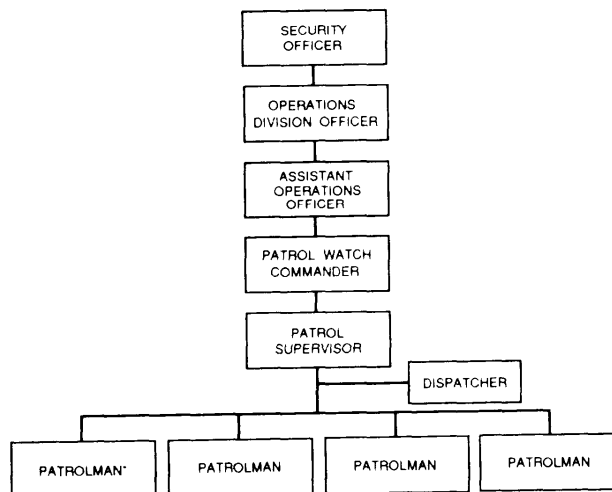 SECURITY
OFFICER
OPERATIONS
DIVISION OFFICER
ASSISTANT
OPERATIONS
OFFICER
PATROL WATCH
COMMANDER
PATROL
SUPERVISOR
DISPATCHER
PATROLMAN
PATROLMAN
PATROLMAN
PATROLMAN